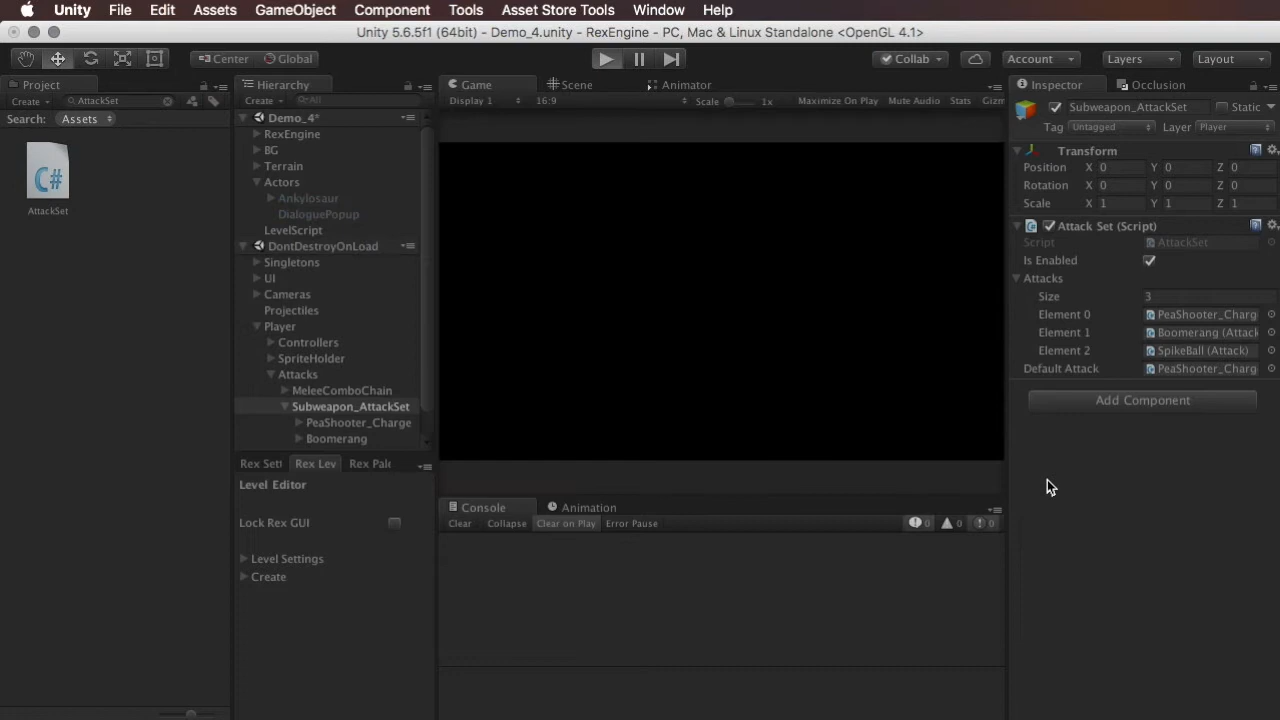 Unity File Edit Assets GameObject Component Tools Asset Store Tools Window Help
Unity 5.6.5f1 (64bit) - Demo_4.unity - RexEngine - PC, Mac & Linux Standalone <OpenGL 4.1>
Center Global Collab Account Layers Layout
Project
Create AttackSet
Search: Assets
C#
AttackSet
Hierarchy
Create All
Demo_4*
RexEngine
BG
Terrain
Actors
Ankylosaur
DialoguePopup
LevelScript
DontDestroyOnLoad
Singletons
UI
Cameras
Projectiles
Player
Controllers
SpriteHolder
Attacks
MeleeComboChain
Subweapon_AttackSet
PeaShooter_Charge
Boomerang
Rex Sett Rex Lev Rex Pale
Level Editor
Lock Rex GUI
Level Settings
Create
Game Scene Animator
Display 1 16:9 Scale 1x Maximize On Play Mute Audio Stats Gizm
Console Animation
Clear Collapse Clear on Play Error Pause 0 0 0
Inspector Occlusion
Subweapon_AttackSet Static
Tag Untagged Layer Player
Transform
Position X 0 Y 0 Z 0
Rotation X 0 Y 0 Z 0
Scale X 1 Y 1 Z 1
Attack Set (Script)
Script AttackSet
Is Enabled
Attacks
Size 3
Element 0 PeaShooter_Charg
Element 1 Boomerang (Attack
Element 2 SpikeBall (Attack)
Default Attack PeaShooter_Charg
Add Component